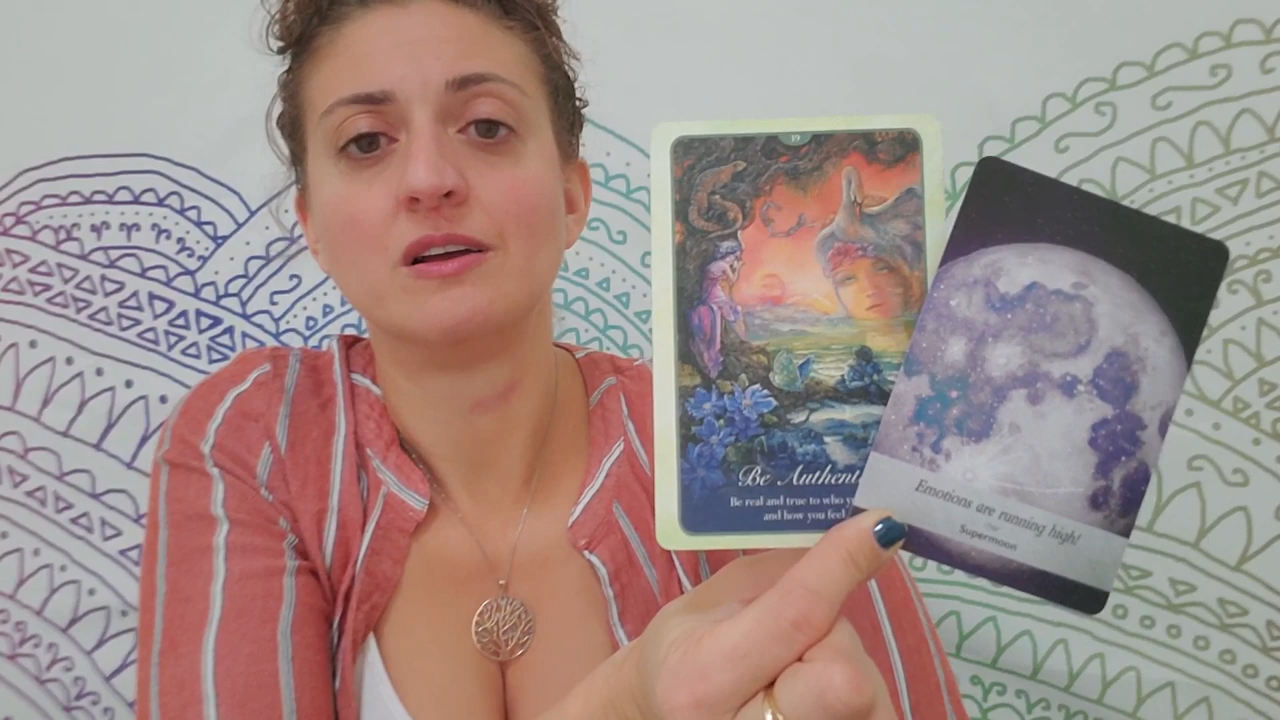 19
Be Authent
Be real and true to who
and how you feel
Emotions are running high!
Supermoon